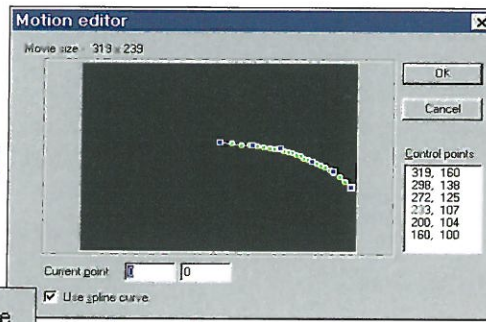 Motion editor
Movie size - 319 x 239
OK
Cancel
Control points
319, 160
298, 138
272, 125
233, 107
200, 104
160, 100
Current point 0 0
Use spline curve